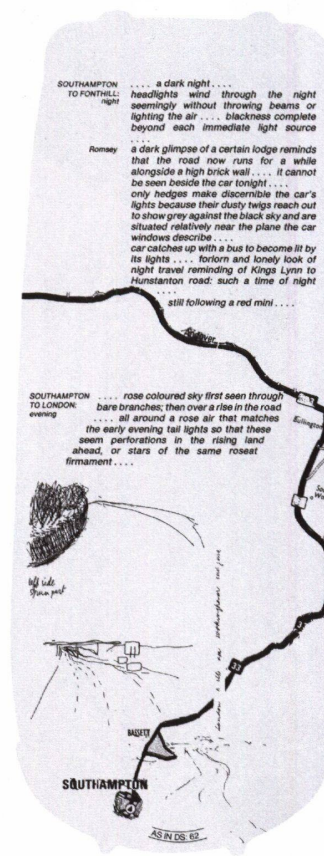 SOUTHAMPTON
TO FONTHILL:
night
. . . . a dark night . . . .
headlights wind through the night
seemingly without throwing beams or
lighting the air . . . . blackness complete
beyond each immediate light source
. . . .
Romsey
a dark glimpse of a certain lodge reminds
that the road now runs for a while
alongside a high brick wall . . . . it cannot
be seen beside the car tonight . . . .
only hedges make discernible the car's
lights because their dusty twigs reach out
to show grey against the black sky and are
situated relatively near the plane the car
windows describe . . . .
car catches up with a bus to become lit by
its lights . . . . forlorn and lonely look of
night travel reminding of Kings Lynn to
Hunstanton road: such a time of night
. . . .
still following a red mini . . . .
SOUTHAMPTON
TO LONDON:
evening
. . . . rose coloured sky first seen through
bare branches; then over a rise in the road
. . . . all around a rose air that matches
the early evening tail lights so that these
seem perforations in the rising land
ahead, or stars of the same roseat
firmament . . . .
left side
33
BASSETT
SOUTHAMPTON
AS IN DS: 62